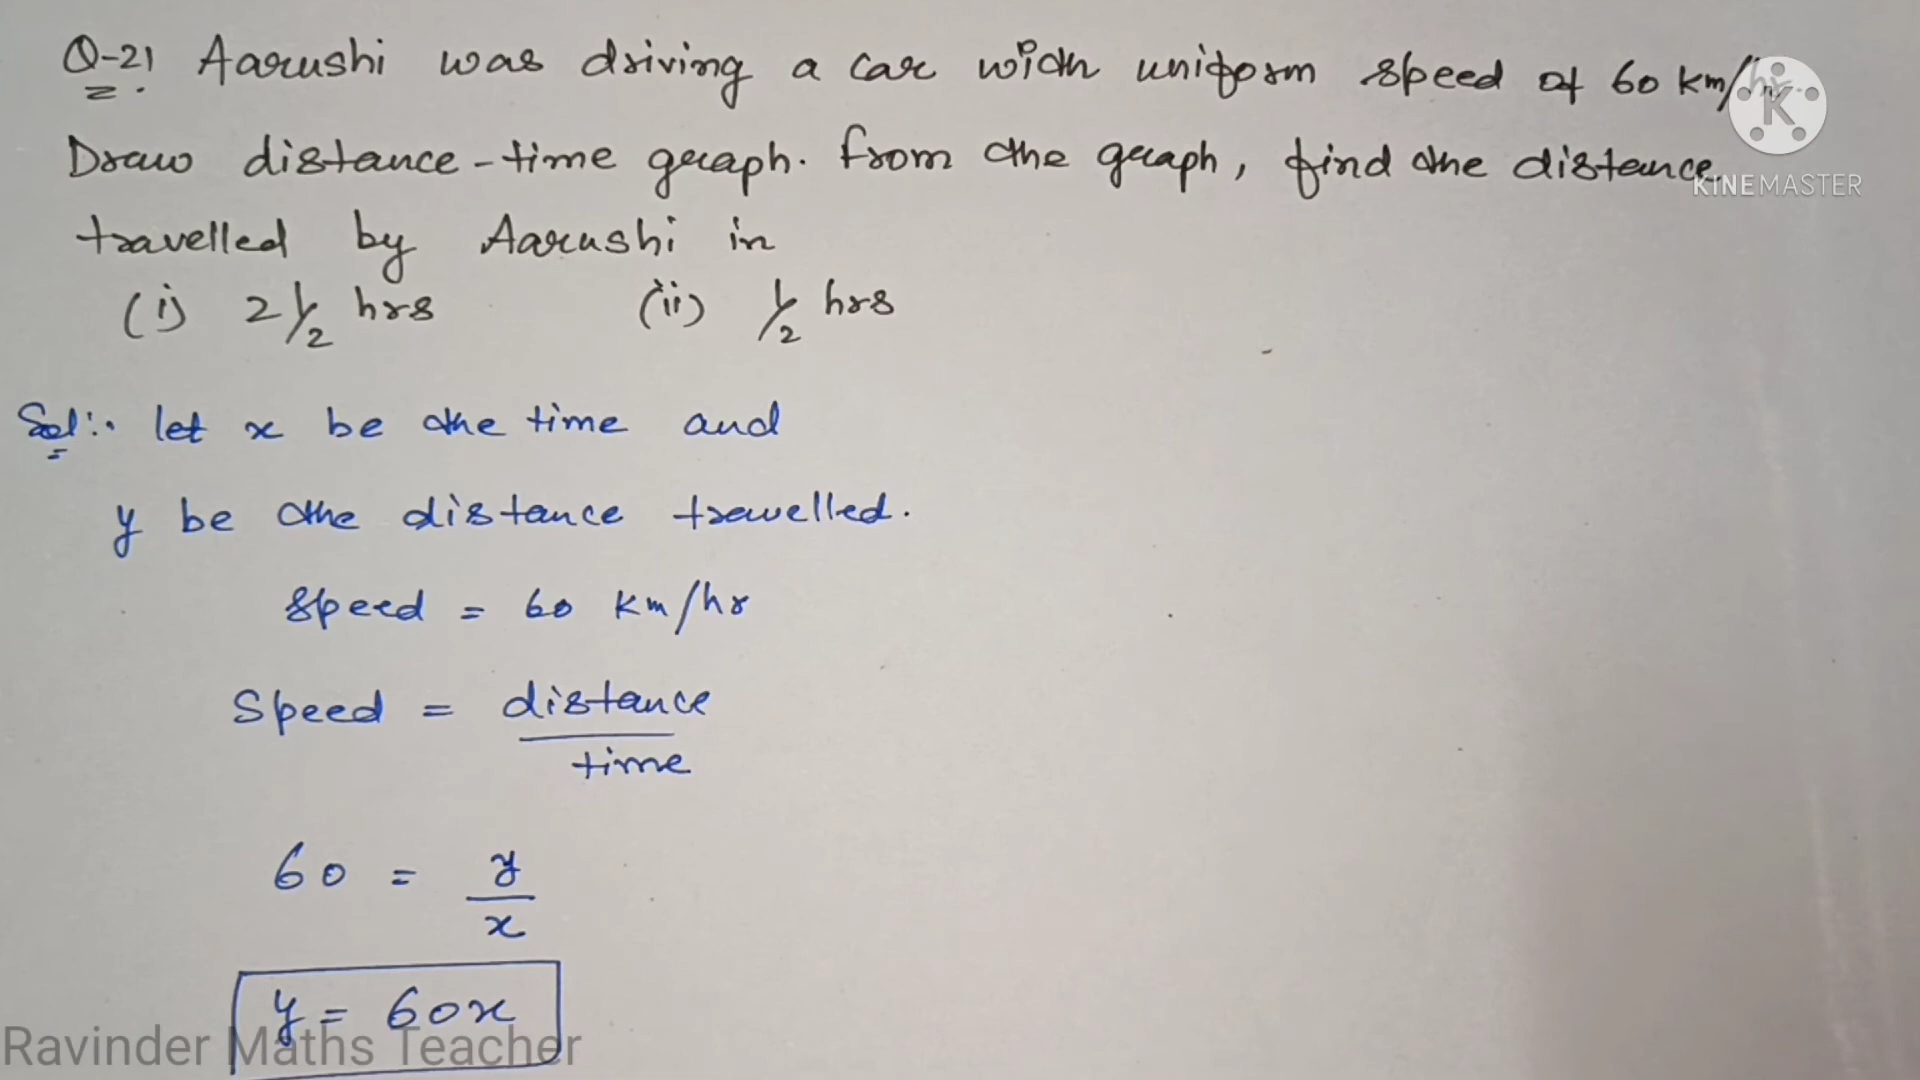 Q-21 Aarushi was driving a car with uniform speed of 60 km/hr.
Draw distance-time graph. From the graph, find the distance
travelled by Aarushi in
(i) 2 1/2 hrs (ii) 1/2 hrs
Sol:. let x be the time and
y be the distance travelled.
speed = 60 km/hr
Speed = distance
time
60 = y
x
y = 60x
K
KINEMASTER
Ravinder Maths Teacher